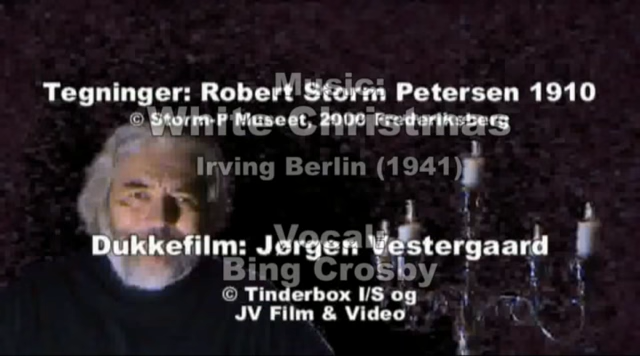 Music:
Tegninger: Robert Storm Petersen 1910
© Storm-P Museet, 2000 Frederiksberg
White Christmas
Irving Berlin (1941)
Vocal:
Dukkefilm: Jørgen Vestergaard
Bing Crosby
© Tinderbox I/S og
JV Film & Video